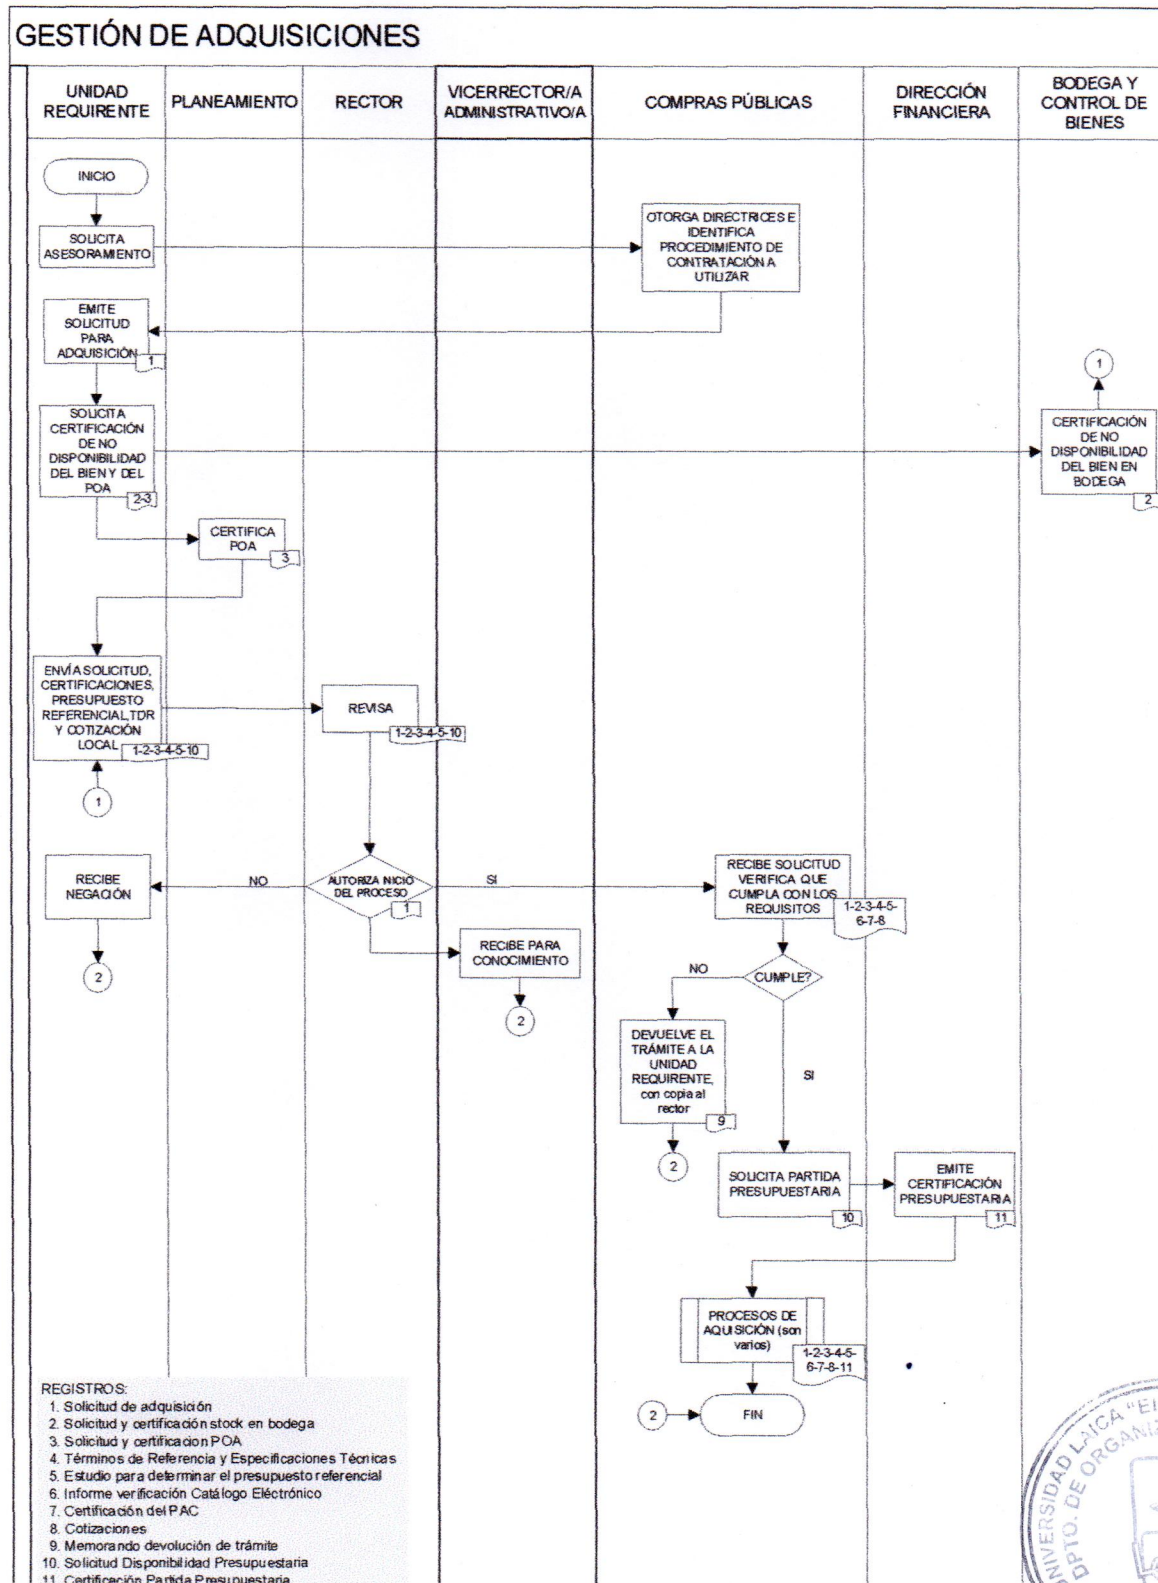 GESTIÓN DE ADQUISICIONES
UNIDAD
REQUIRENTE
PLANEAMIENTO
RECTOR
VICERRECTOR/A
ADMINISTRATIVO/A
COMPRAS PÚBLICAS
DIRECCIÓN
FINANCIERA
BODEGA Y
CONTROL DE
BIENES
INICIO
SOLICITA
ASESORAMIENTO
OTORGA DIRECTRICES E
IDENTIFICA
PROCEDIMIENTO DE
CONTRATACIÓN A
UTILIZAR
EMITE
SOLICITUD
PARA
ADQUISICIÓN
1
1
SOLICITA
CERTIFICACIÓN
DE NO
DISPONIBILIDAD
DEL BIEN Y DEL
POA
2-3
CERTIFICACIÓN
DE NO
DISPONIBILIDAD
DEL BIEN EN
BODEGA
2
CERTIFICA
POA
3
ENVÍA SOLICITUD,
CERTIFICACIONES,
PRESUPUESTO
REFERENCIAL,TDR
Y COTIZACIÓN
LOCAL
1-2-3-4-5-10
REVISA
1-2-3-4-5-10
1
RECIBE
NEGACIÓN
NO
AUTORIZA INICIO
DEL PROCESO
1
SI
RECIBE SOLICITUD
VERIFICA QUE
CUMPLA CON LOS
REQUISITOS
1-2-3-4-5-
6-7-8
2
RECIBE PARA
CONOCIMIENTO
2
NO
CUMPLE?
DEVUELVE EL
TRÁMITE A LA
UNIDAD
REQUIRENTE,
con copia al
rector
9
SI
2
SOLICITA PARTIDA
PRESUPUESTARIA
10
EMITE
CERTIFICACIÓN
PRESUPUESTARIA
11
PROCESOS DE
AQUISICIÓN (son
varios)
1-2-3-4-5-
6-7-8-11
2
FIN
REGISTROS:
1. Solicitud de adquisición
2. Solicitud y certificación stock en bodega
3. Solicitud y certificacion POA
4. Términos de Referencia y Especificaciones Técnicas
5. Estudio para determinar el presupuesto referencial
6. Informe verificación Catálogo Eléctrónico
7. Certificación del PAC
8. Cotizaciones
9. Memorando devolución de trámite
10. Solicitud Disponibilidad Presupuestaria
11. Certificación Partida Presupuestaria
UNIVERSIDAD LAICA "EL
DPTO. DE ORGANIZ